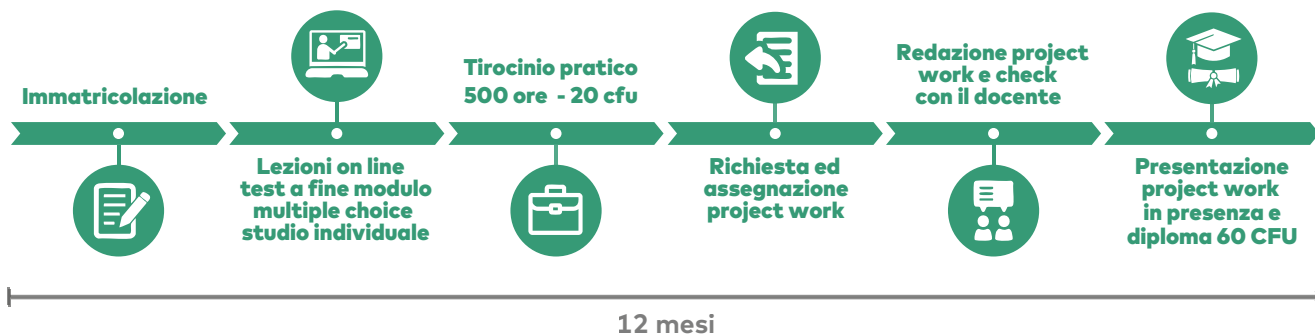 Immatricolazione
Lezioni on line
test a fine modulo
multiple choice
studio individuale
Tirocinio pratico
500 ore  - 20 cfu
Richiesta ed
assegnazione
project work
Redazione project
work e check
con il docente
Presentazione
project work
in presenza e
diploma 60 CFU
12 mesi